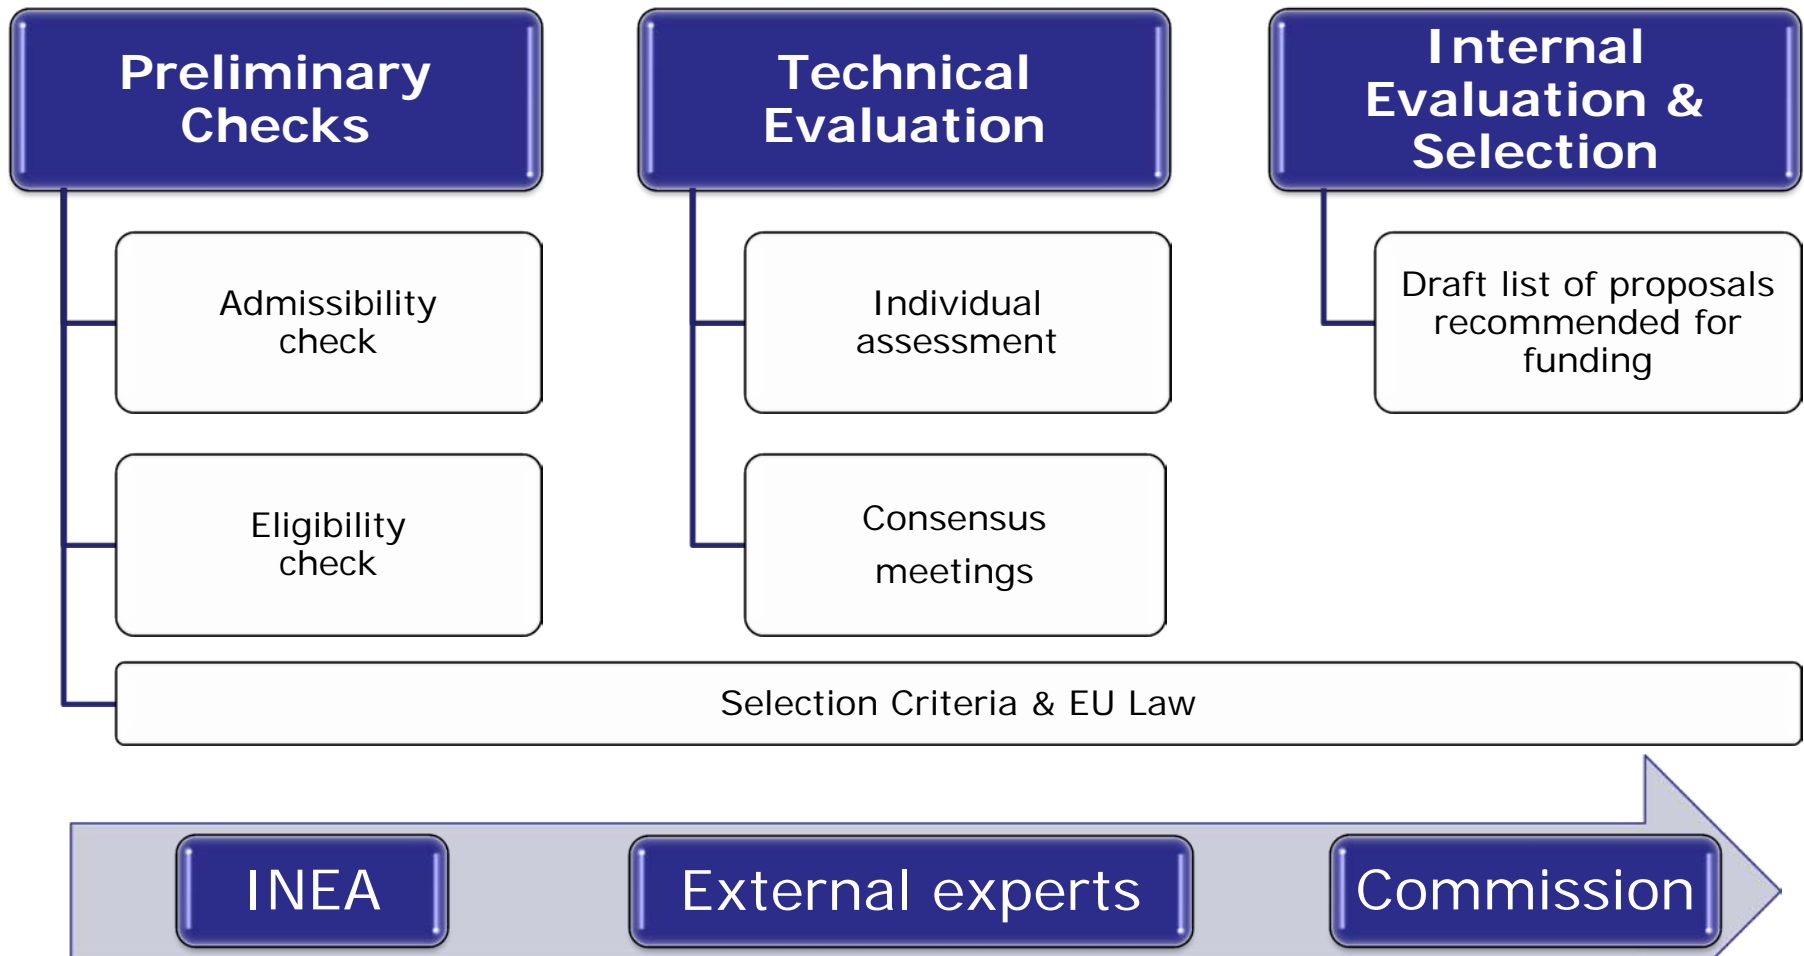 Preliminary
Checks
Admissibility
check
Eligibility
check
Technical
Evaluation
Individual
assessment
Consensus
meetings
Internal
Evaluation &
Selection
Draft list of proposals
recommended for
funding
Selection Criteria & EU Law
INEA
External experts
Commission